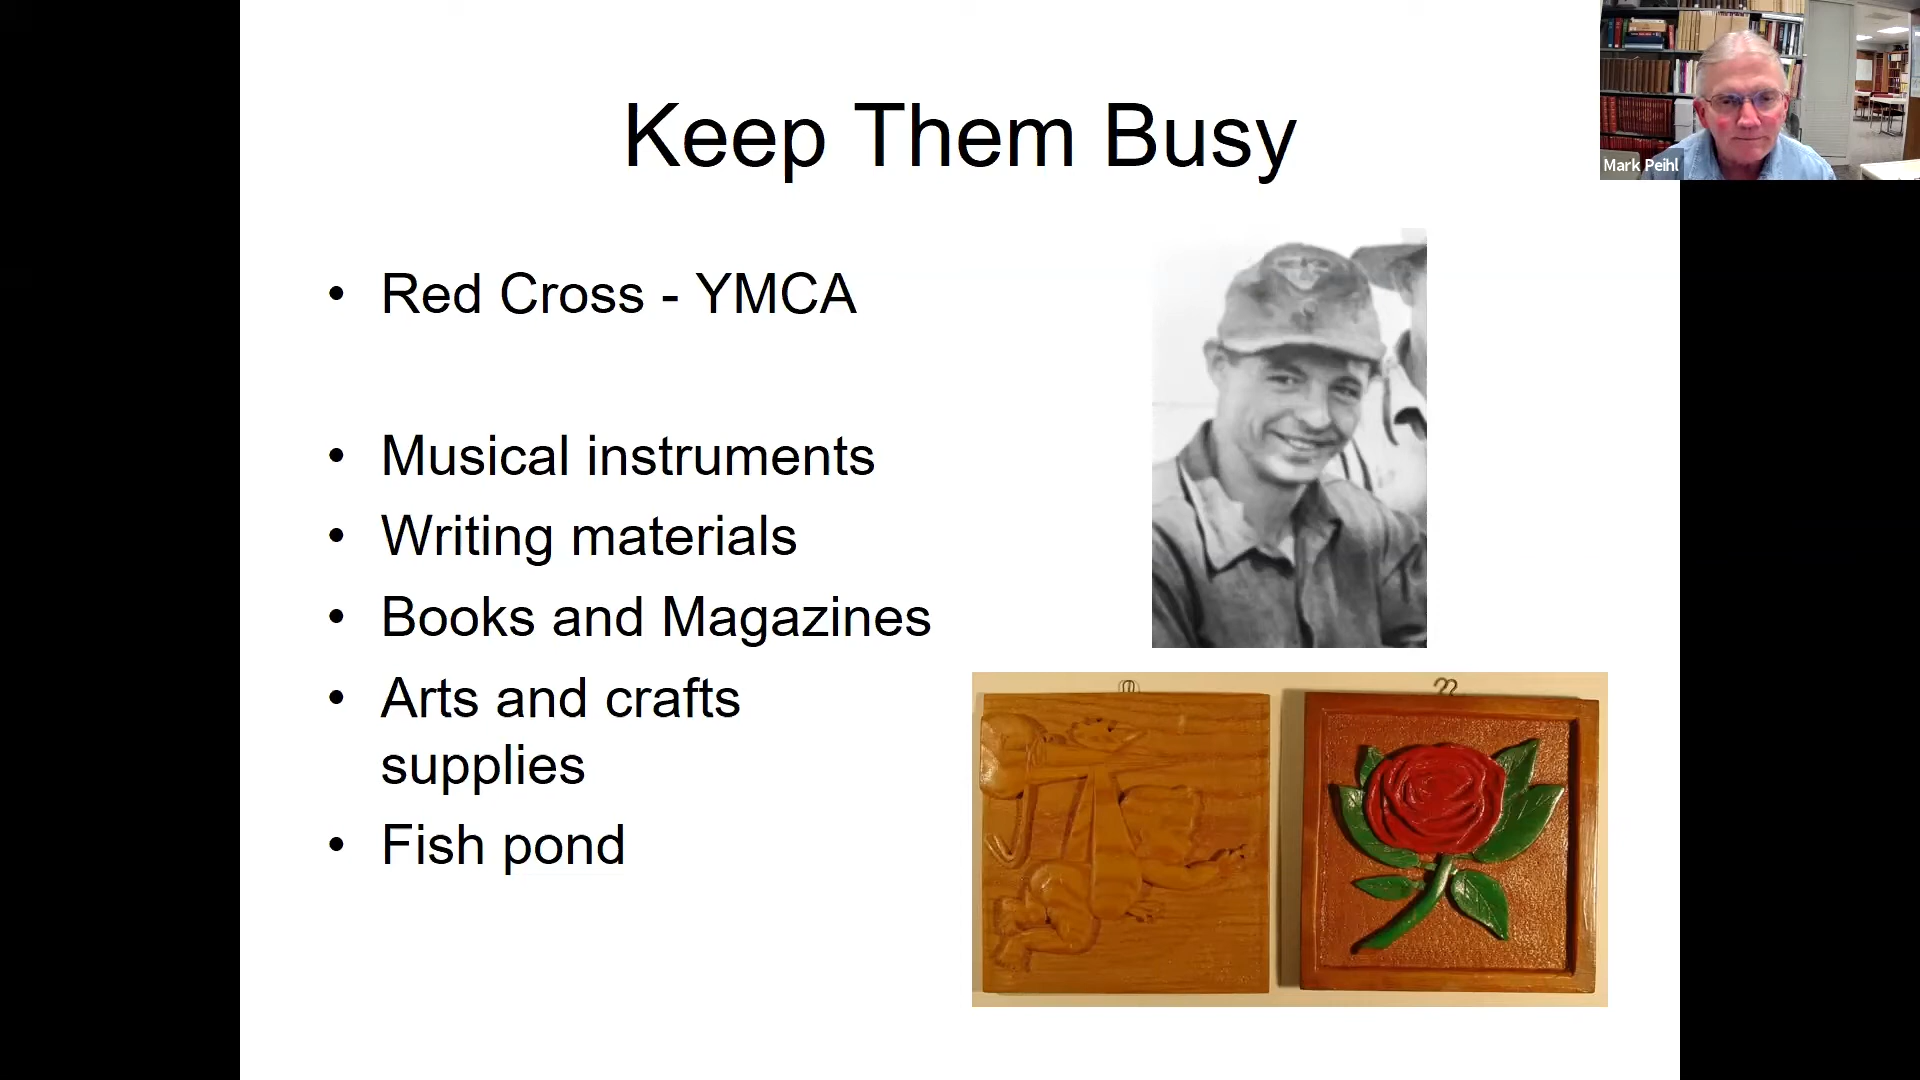 Keep Them Busy
Mark Peihl
• Red Cross - YMCA
• Musical instruments
• Writing materials
• Books and Magazines
• Arts and crafts
supplies
• Fish pond